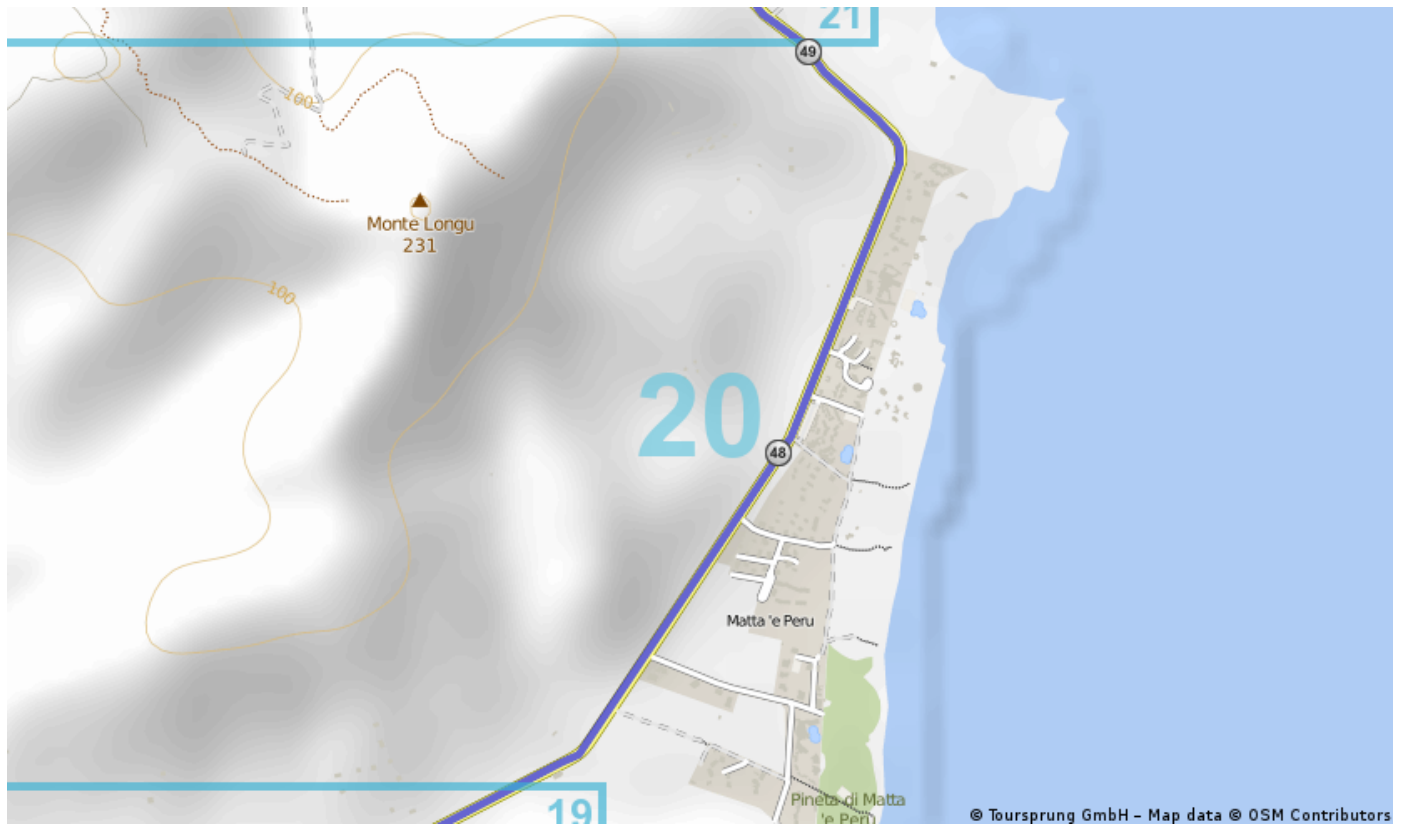 21
49
100
Monte Longu
231
100
20
48
Matta 'e Peru
Pineta di Matta
'e Peru
19
© Toursprung GmbH – Map data © OSM Contributors